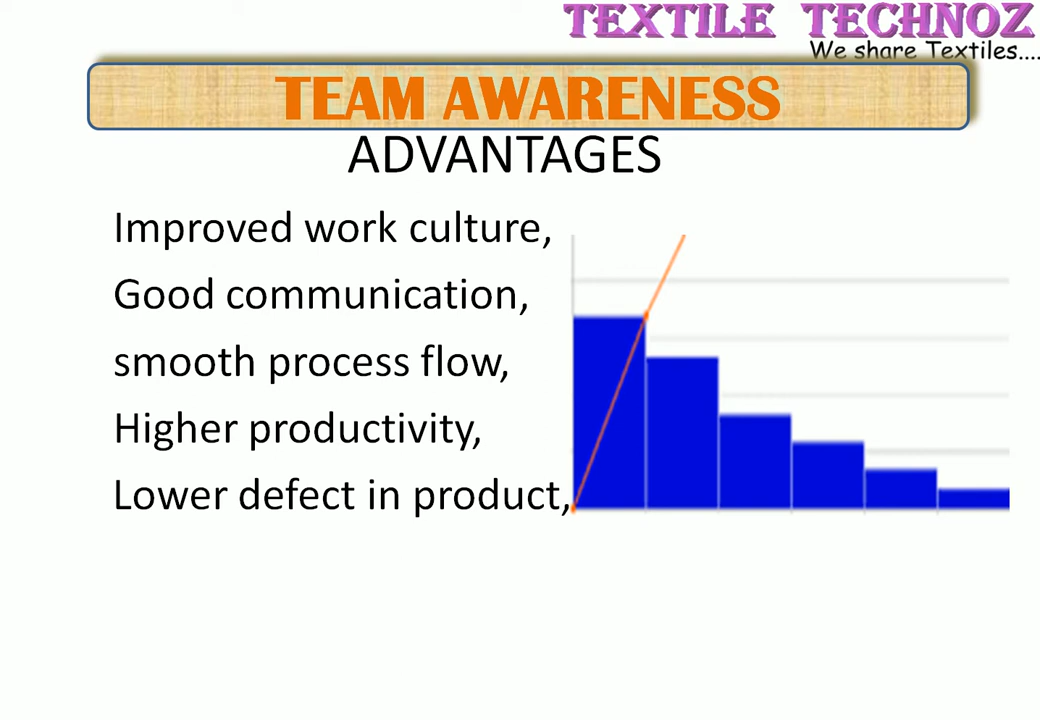 TEXTILE TECHNOZ
We share Textiles....
TEAM AWARENESS
ADVANTAGES
Improved work culture,
Good communication,
smooth process flow,
Higher productivity,
Lower defect in product,